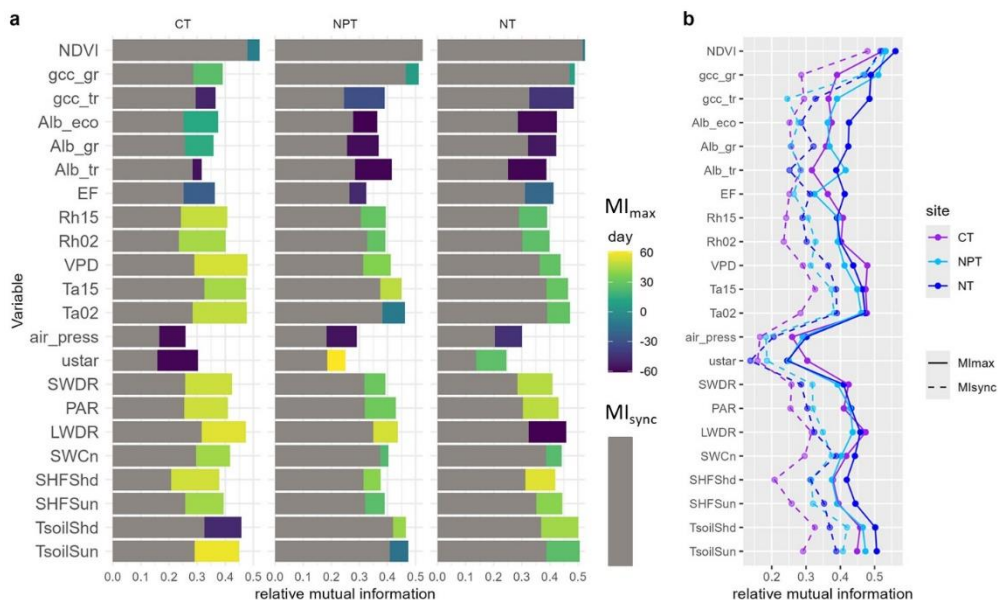 a
CT NPT NT
Variable
NDVI
gcc_gr
gcc_tr
Alb_eco
Alb_gr
Alb_tr
EF
Rh15
Rh02
VPD
Ta15
Ta02
air_press
ustar
SWDR
PAR
LWDR
SWCn
SHFShd
SHFSun
TsoilShd
TsoilSun
0.0 0.1 0.2 0.3 0.4 0.5 0.0 0.1 0.2 0.3 0.4 0.5 0.0 0.1 0.2 0.3 0.4 0.5
relative mutual information
MImax
day
60
30
0
-30
-60
MIsync
b
NDVI
gcc_gr
gcc_tr
Alb_eco
Alb_gr
Alb_tr
EF
Rh15
Rh02
VPD
Ta15
Ta02
air_press
ustar
SWDR
PAR
LWDR
SWCn
SHFShd
SHFSun
TsoilShd
TsoilSun
0.2 0.3 0.4 0.5
relative mutual information
site
CT
NPT
NT
MImax
MIsync